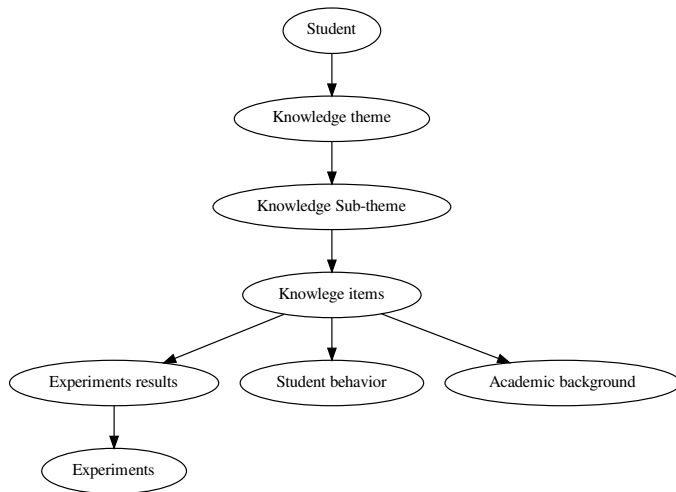 Student
Knowledge theme
Knowledge Sub-theme
Knowlege items
Experiments results
Student behavior
Academic background
Experiments